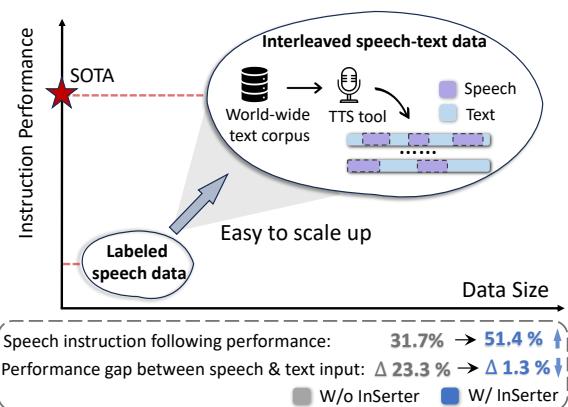 Instruction Performance
SOTA
Interleaved speech-text data
World-wide
text corpus
TTS tool
Speech
Text
......
Easy to scale up
Labeled
speech data
Data Size
Speech instruction following performance: 31.7% → 51.4 %
Performance gap between speech & text input: Δ 23.3 % → Δ 1.3 %
W/o InSerter W/ InSerter